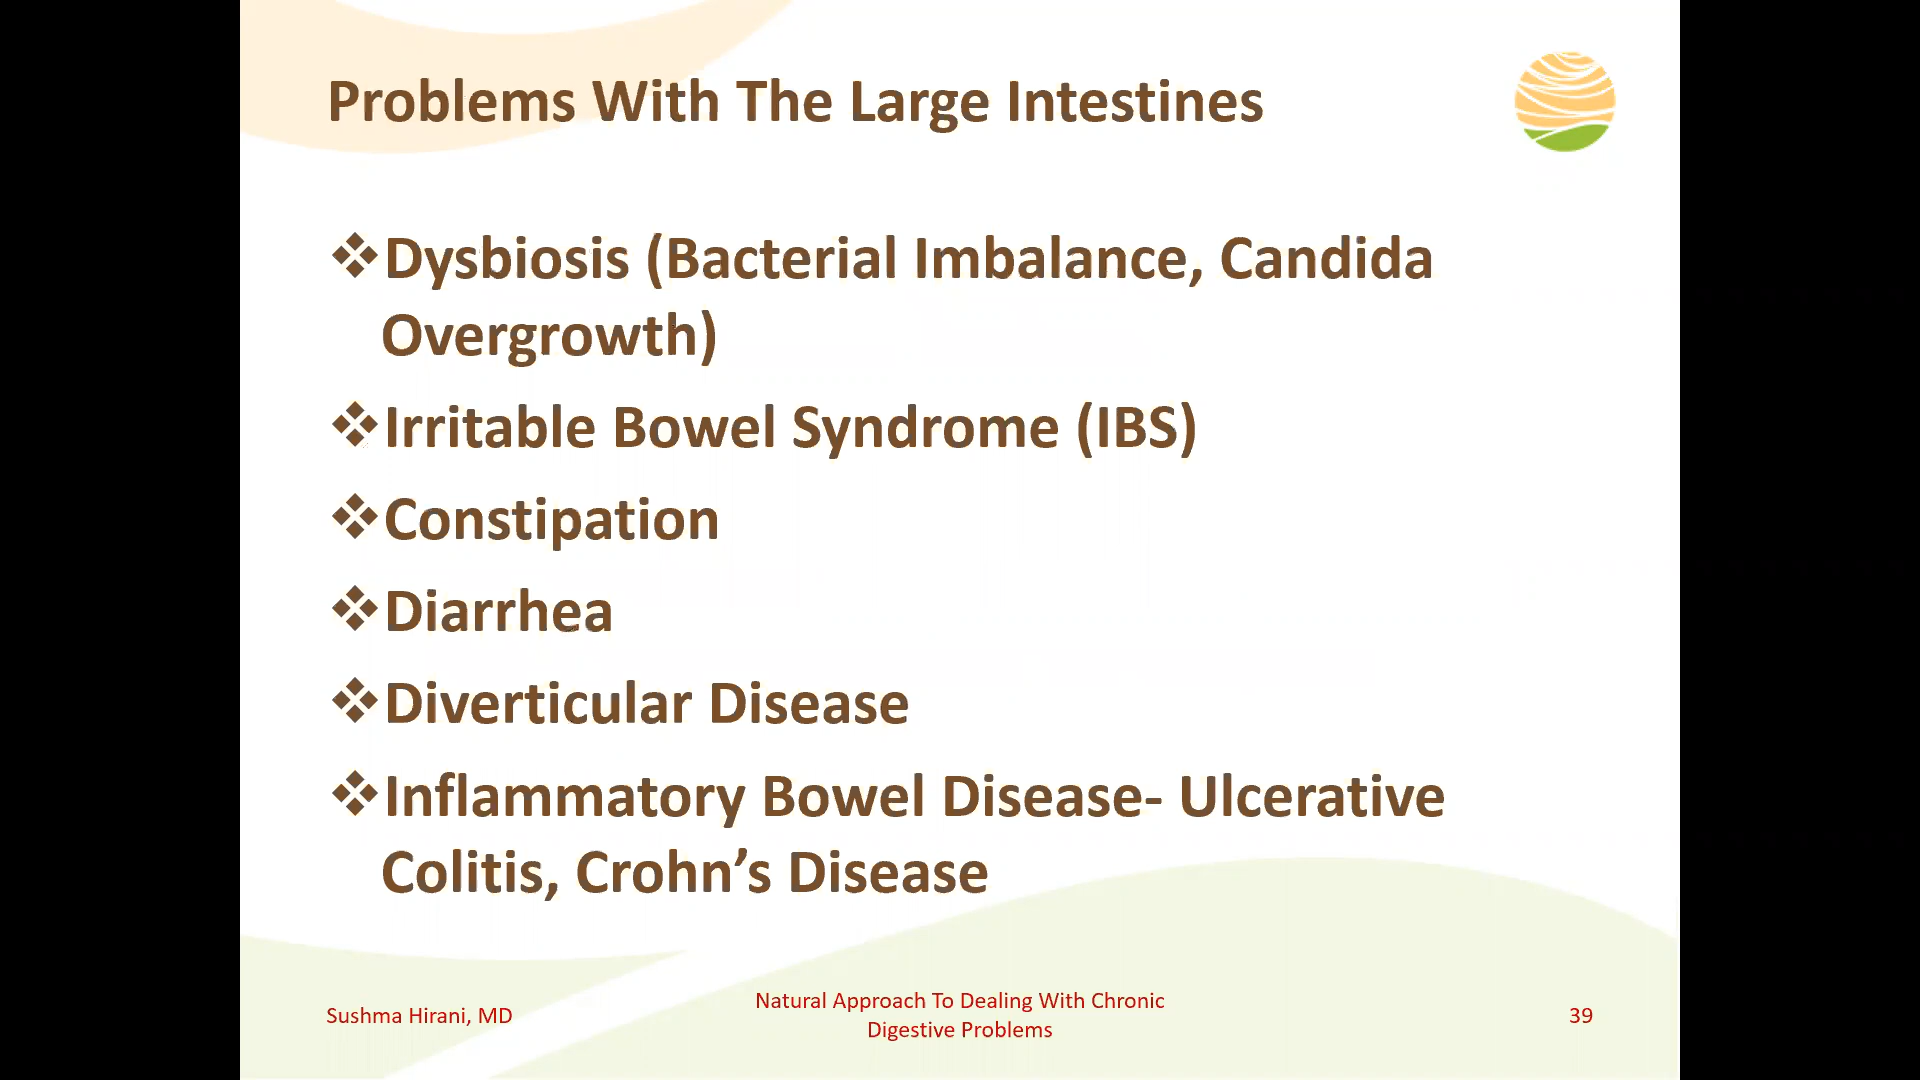 Problems With The Large Intestines
❖Dysbiosis (Bacterial Imbalance, Candida
Overgrowth)
❖Irritable Bowel Syndrome (IBS)
❖Constipation
❖Diarrhea
❖Diverticular Disease
❖Inflammatory Bowel Disease- Ulcerative
Colitis, Crohn’s Disease
Sushma Hirani, MD
Natural Approach To Dealing With Chronic
Digestive Problems
39